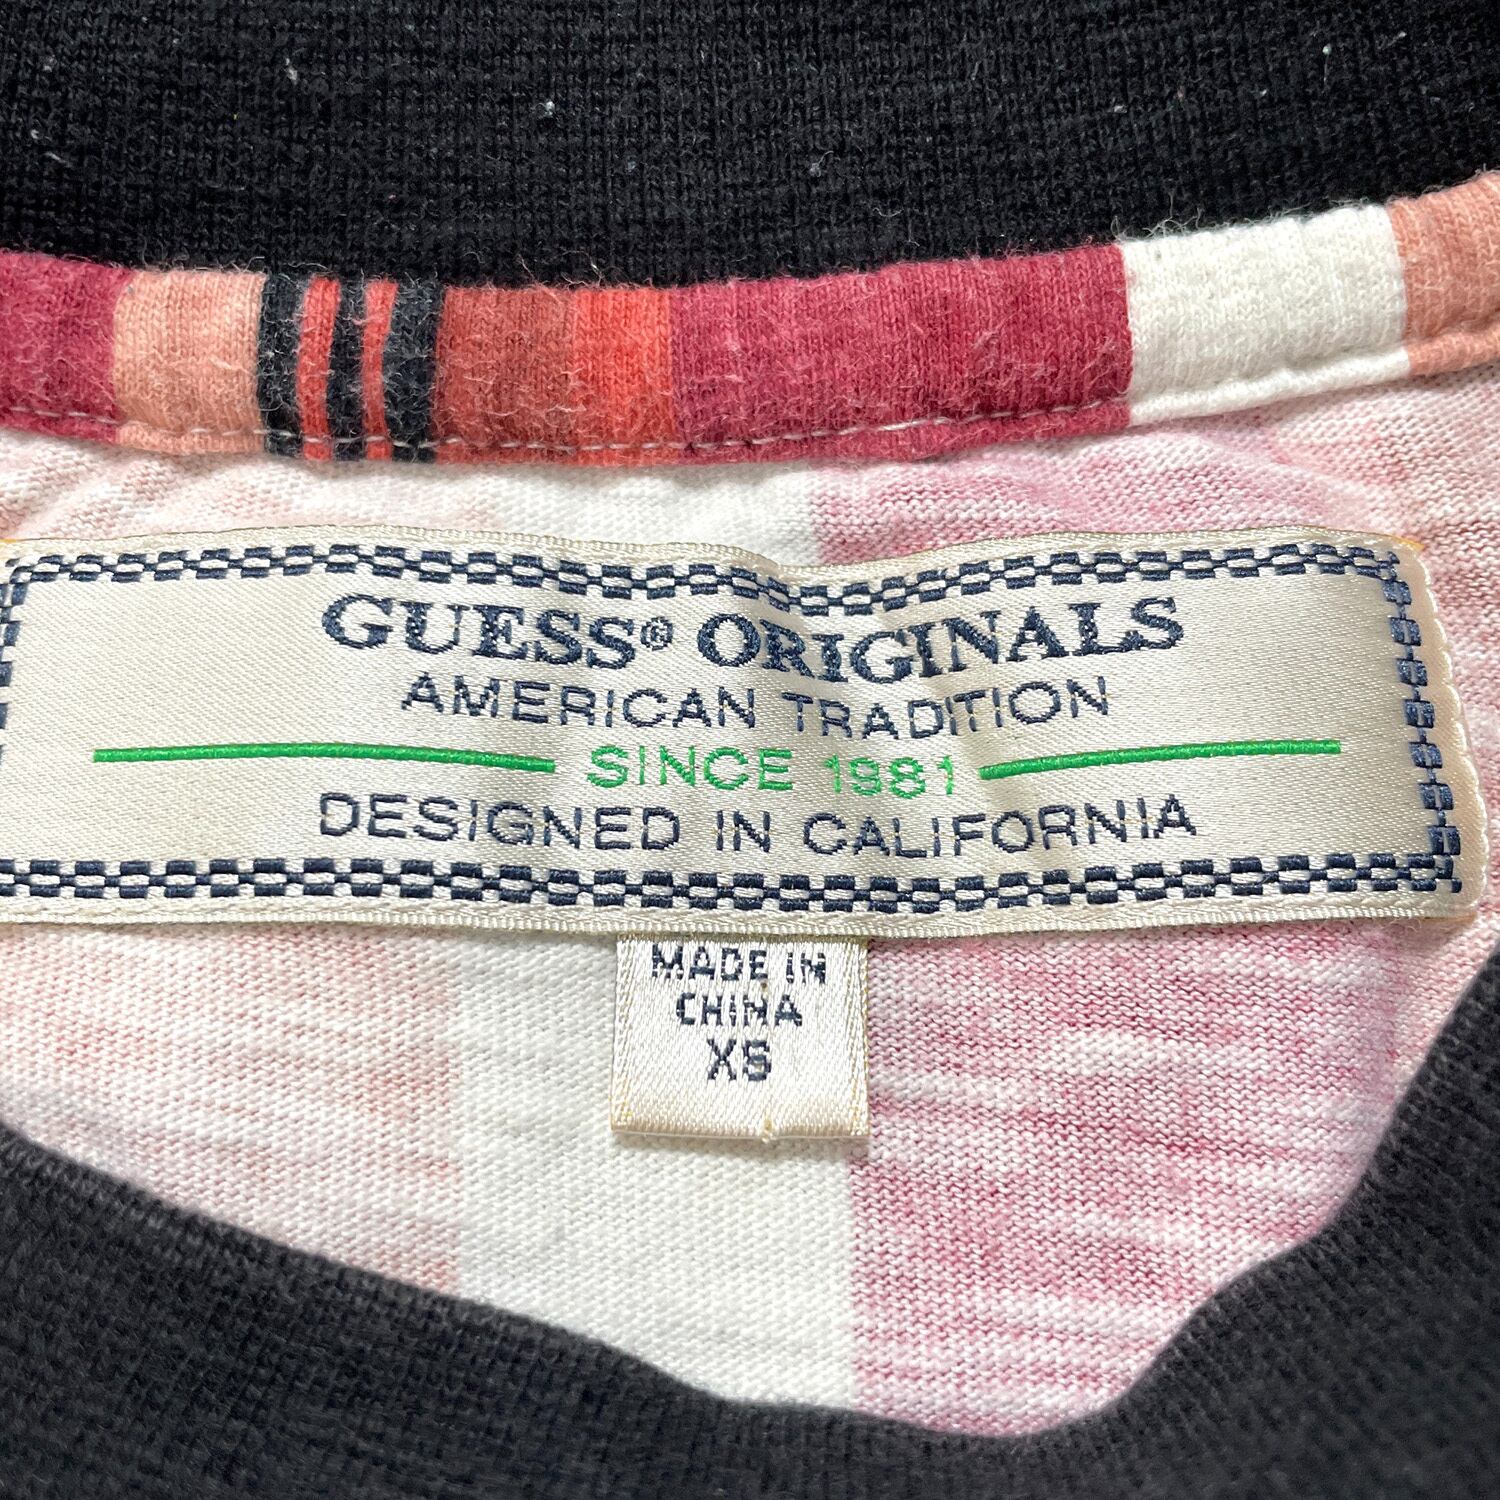 GUESS® ORIGINALS
AMERICAN TRADITION
SINCE 1981
DESIGNED IN CALIFORNIA
MADE IN
CHINA
XS